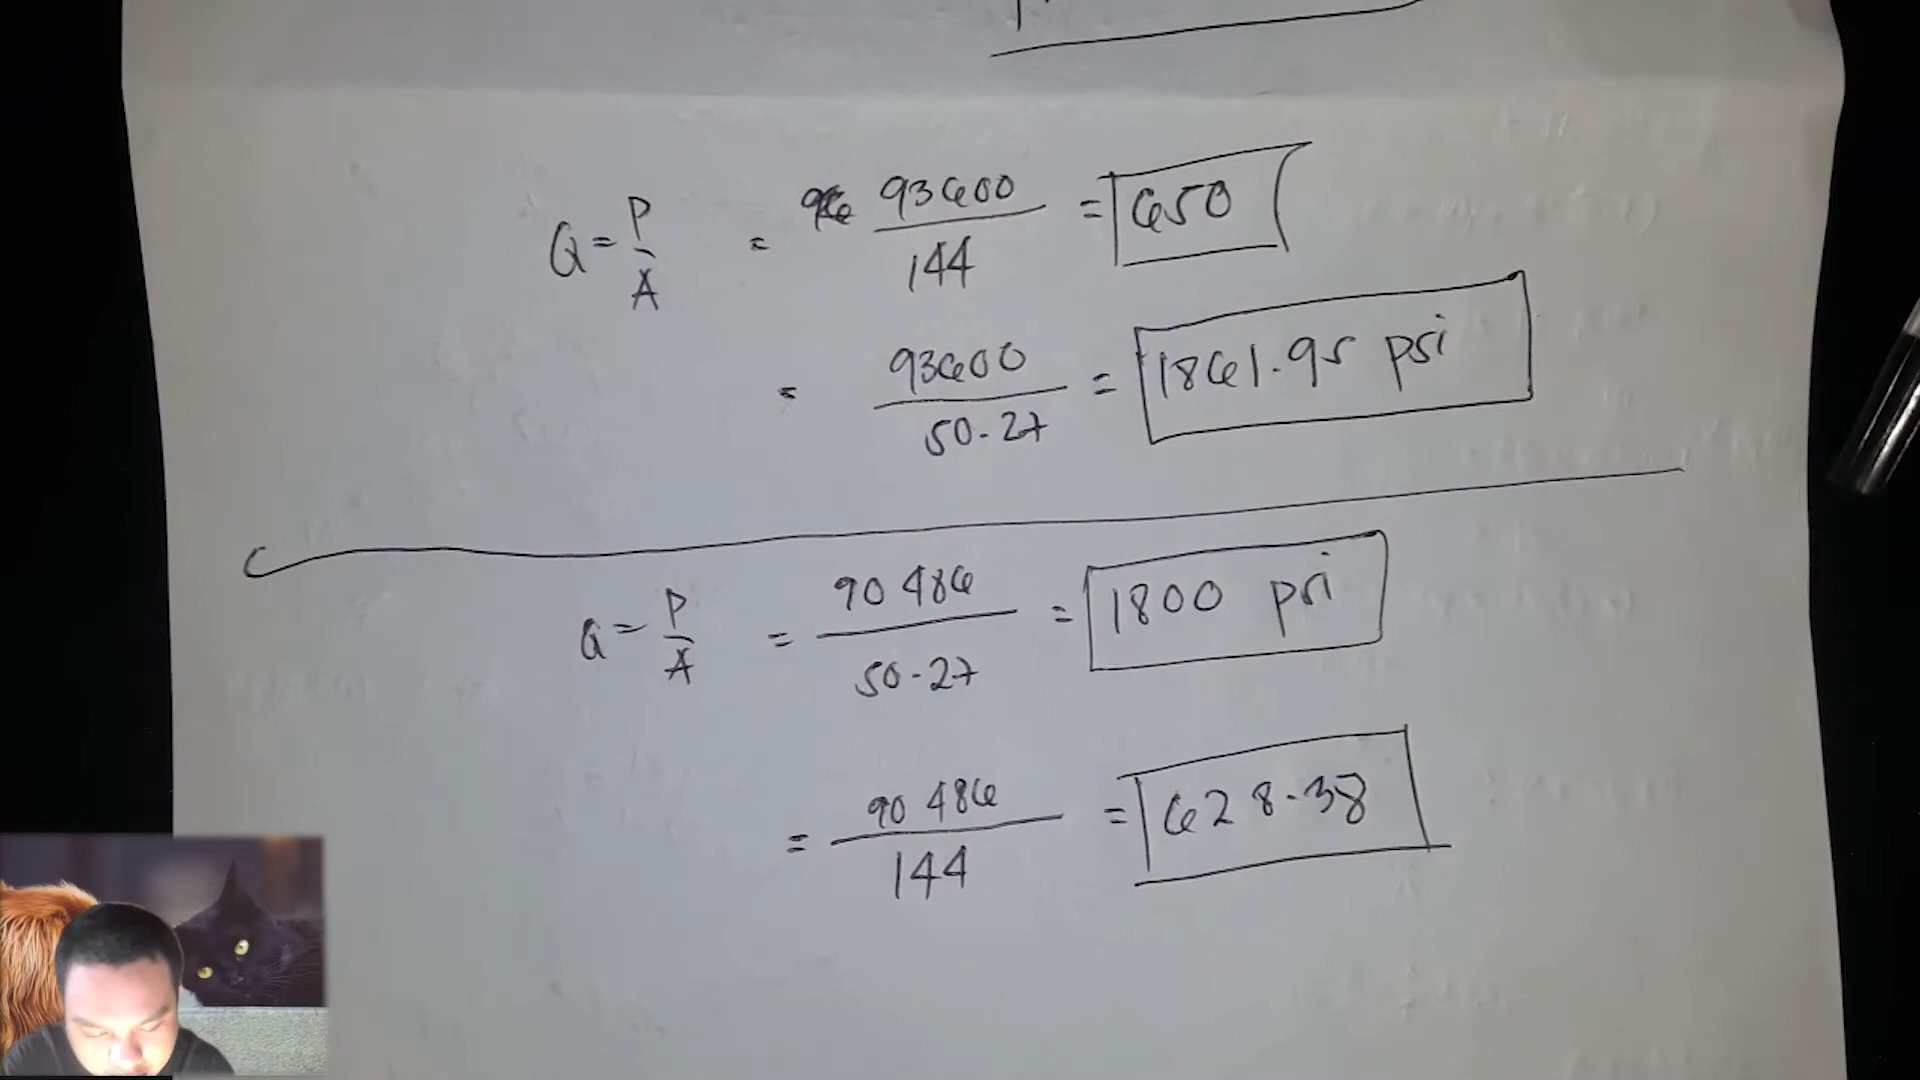 Q = P/A = 93600/144 = 650
= 93600/50.27 = 1861.95 psi
Q = P/A = 90486/50.27 = 1800 psi
= 90486/144 = 628.38